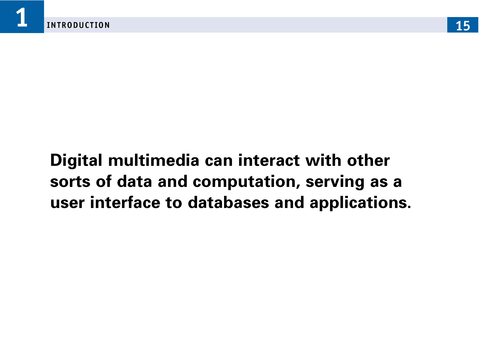 1
INTRODUCTION
15
Digital multimedia can interact with other
sorts of data and computation, serving as a
user interface to databases and applications.